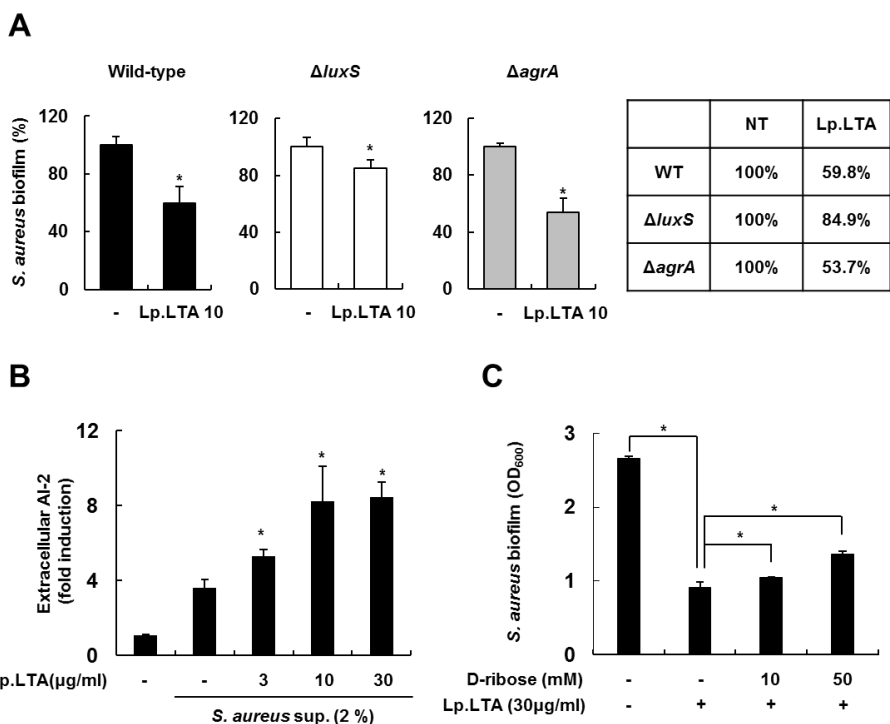 A
Wild-type
ΔluxS
ΔagrA
S. aureus biofilm (%)
120
80
40
0
- Lp.LTA 10
120
80
40
0
- Lp.LTA 10
120
80
40
0
- Lp.LTA 10
*
*
*
NT Lp.LTA
WT 100% 59.8%
ΔluxS 100% 84.9%
ΔagrA 100% 53.7%
B
Extracellular AI-2
(fold induction)
12
8
4
0
*
*
*
p.LTA(μg/ml) - - 3 10 30
S. aureus sup. (2 %)
C
S. aureus biofilm (OD600)
3
2
1
0
*
*
*
D-ribose (mM) - - 10 50
Lp.LTA (30μg/ml) - + + +